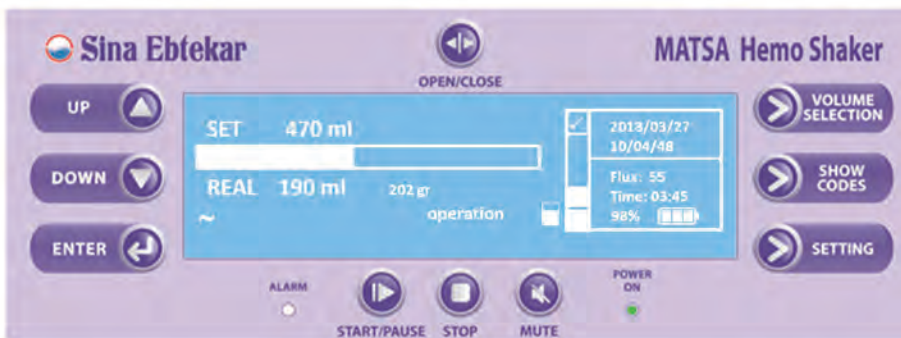 Sina Ebtekar
MATSA Hemo Shaker
OPEN/CLOSE
UP
DOWN
ENTER
SET 470 ml
REAL 190 ml 202 gr
~
operation
2013/03/27
10/04/48
Flux: 55
Time: 03:45
98%
VOLUME
SELECTION
SHOW
CODES
SETTING
ALARM
START/PAUSE
STOP
MUTE
POWER
ON